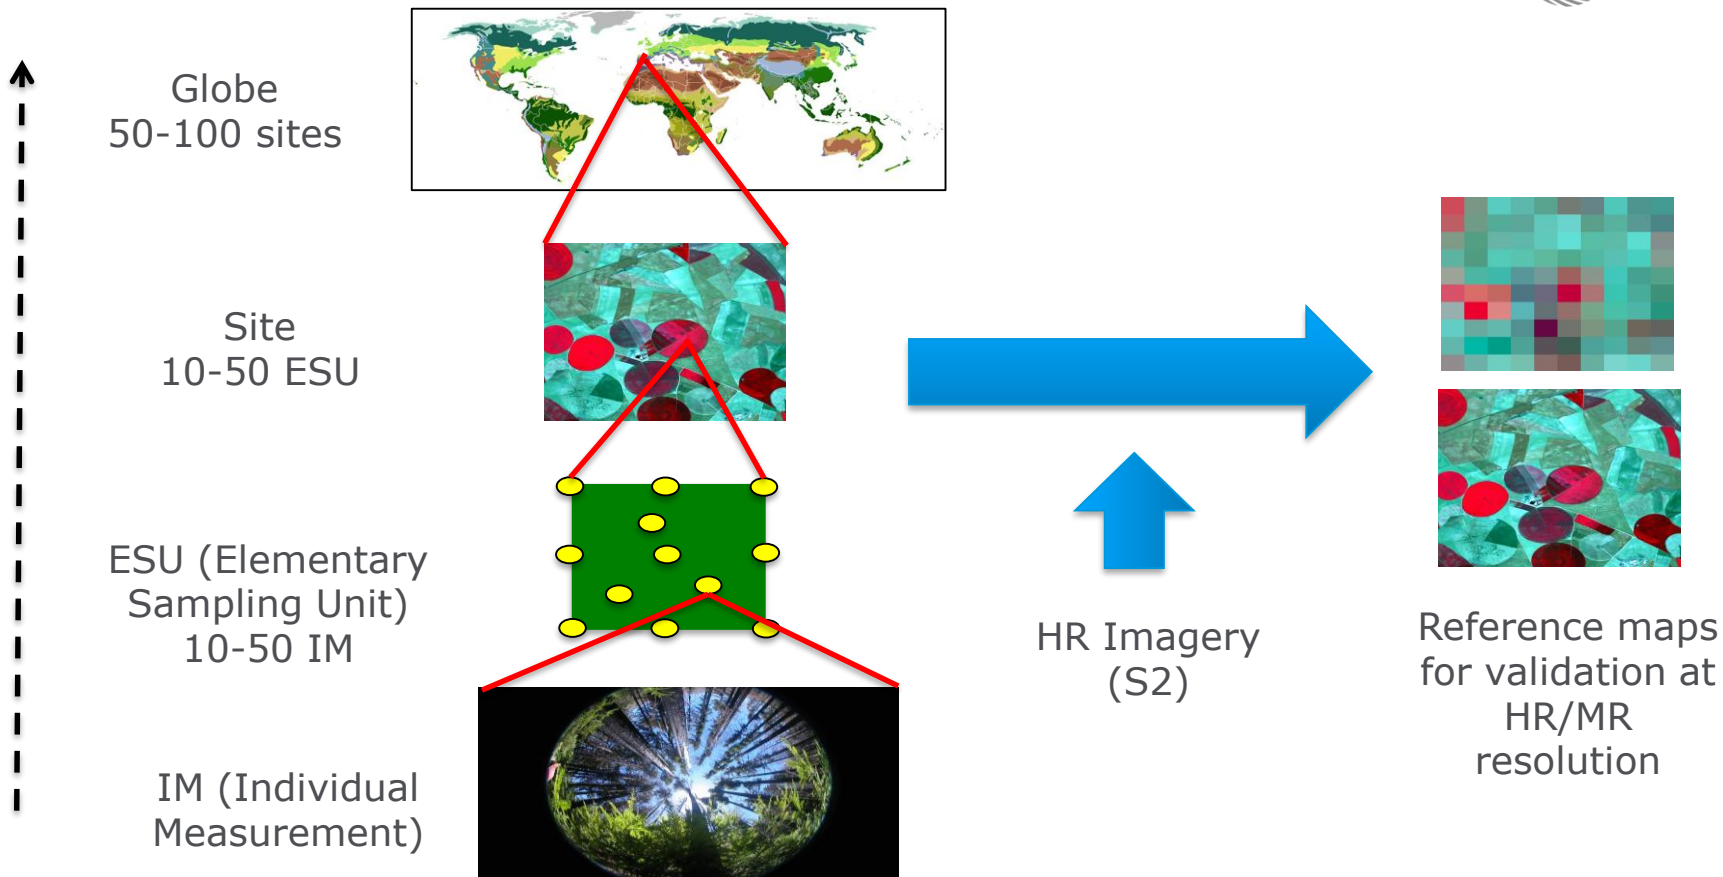 Globe
50-100 sites
Site
10-50 ESU
ESU (Elementary
Sampling Unit)
10-50 IM
IM (Individual
Measurement)
HR Imagery
(S2)
Reference maps
for validation at
HR/MR
resolution